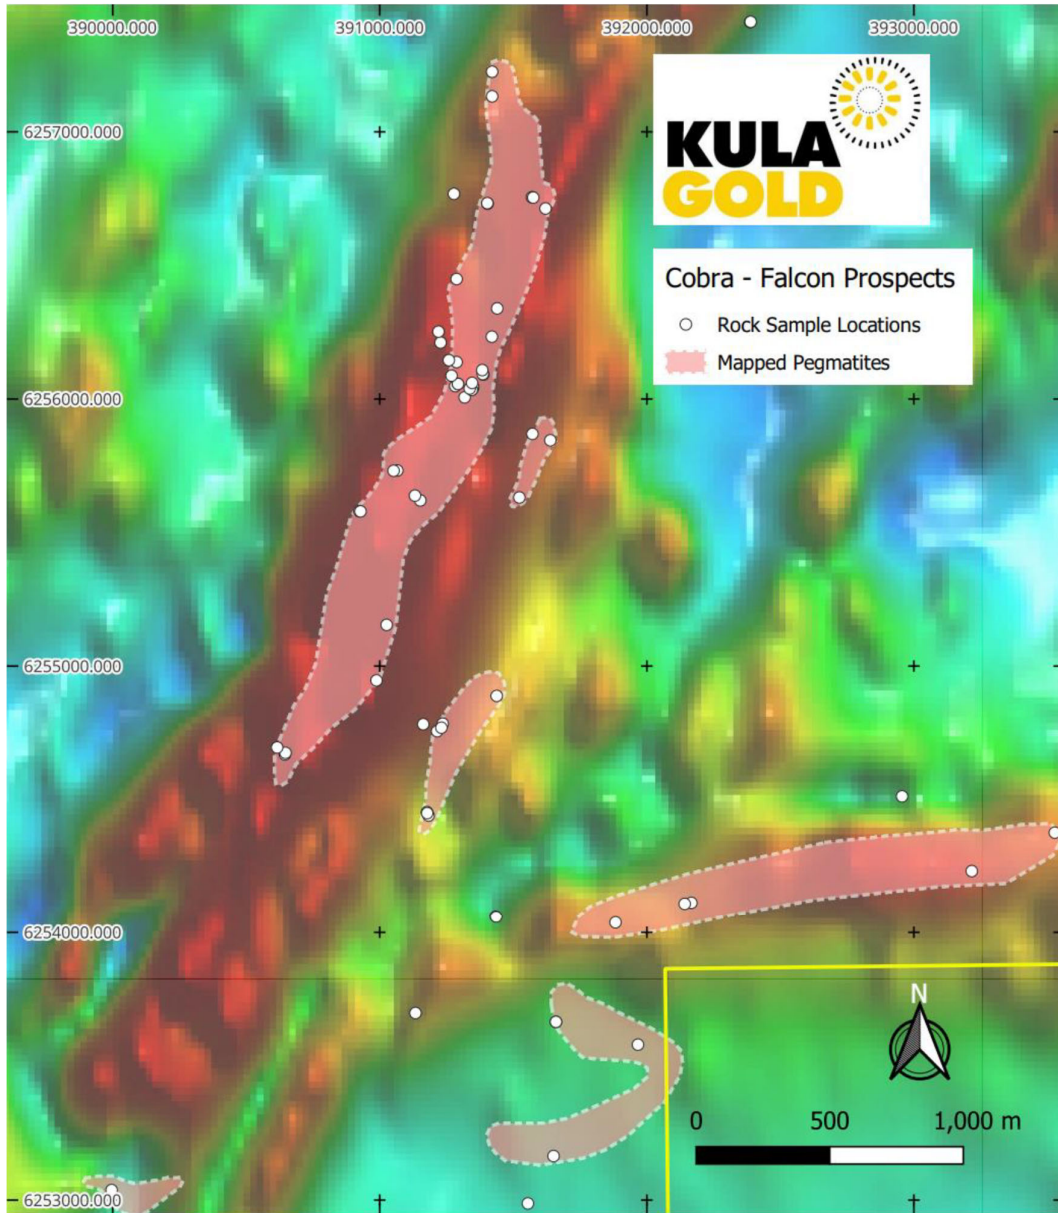 390000.000 391000.000 392000.000 393000.000
6257000.000
KULA
GOLD
Cobra - Falcon Prospects
Rock Sample Locations
Mapped Pegmatites
6256000.000
6255000.000
6254000.000
N
0 500 1,000 m
6253000.000